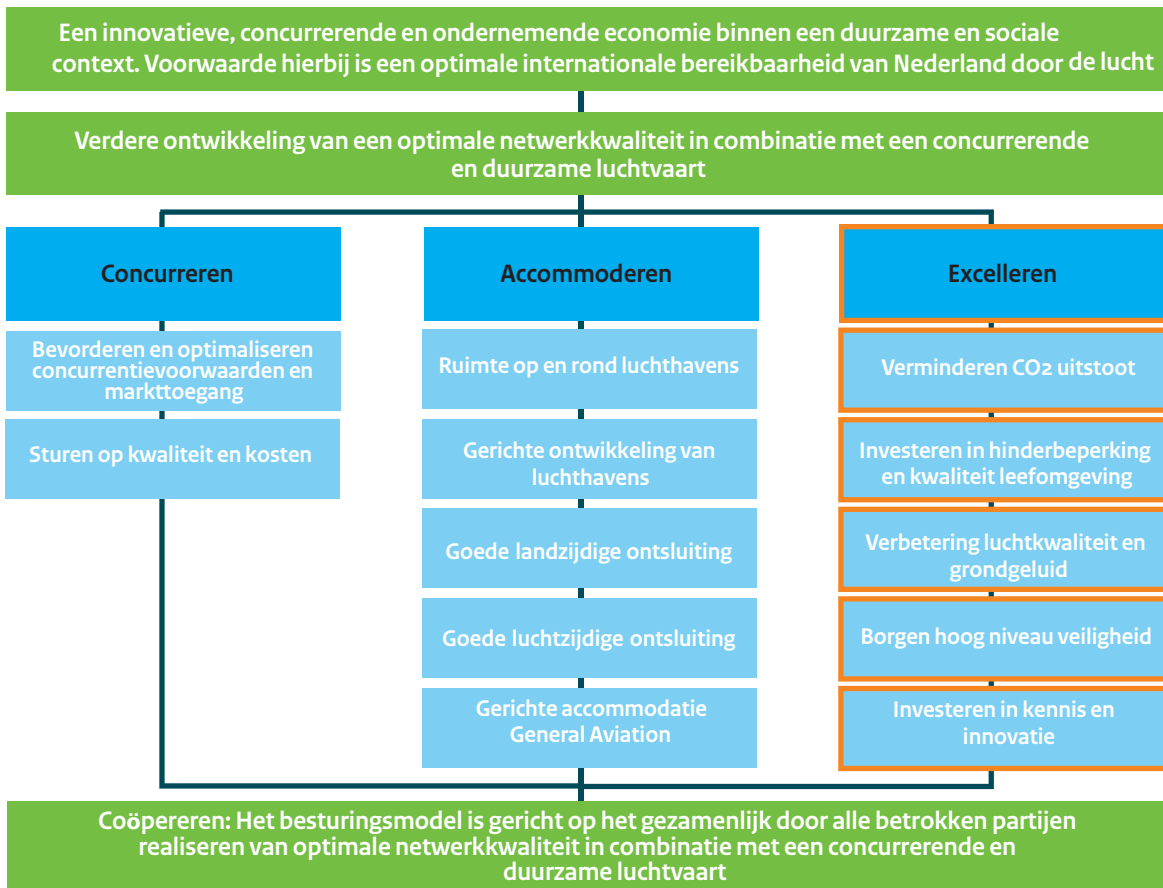 Een innovatieve, concurrerende en ondernemende economie binnen een duurzame en sociale
context. Voorwaarde hierbij is een optimale internationale bereikbaarheid van Nederland door de lucht
Verdere ontwikkeling van een optimale netwerkkwaliteit in combinatie met een concurrerende
en duurzame luchtvaart
Concurreren
Bevorderen en optimaliseren
concurrentievoorwaarden en
markttoegang
Sturen op kwaliteit en kosten
Accommoderen
Ruimte op en rond luchthavens
Gerichte ontwikkeling van
luchthavens
Goede landzijdige ontsluiting
Goede luchtzijdige ontsluiting
Gerichte accommodatie
General Aviation
Excelleren
Verminderen CO2 uitstoot
Investeren in hinderbeperking
en kwaliteit leefomgeving
Verbetering luchtkwaliteit en
grondgeluid
Borgen hoog niveau veiligheid
Investeren in kennis en
innovatie
Coöpereren: Het besturingsmodel is gericht op het gezamenlijk door alle betrokken partijen
realiseren van optimale netwerkkwaliteit in combinatie met een concurrerende en
duurzame luchtvaart